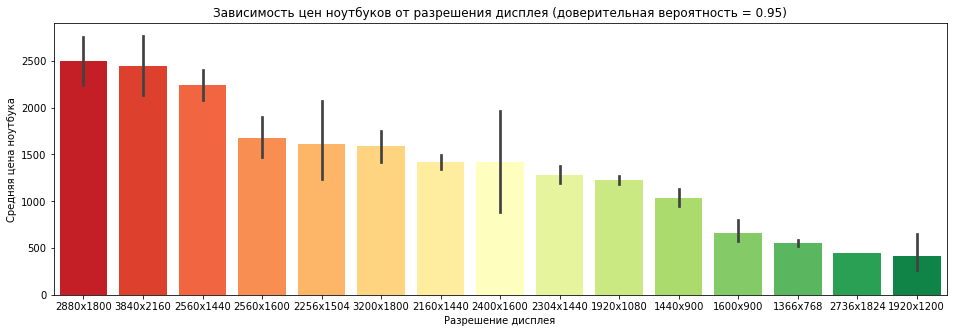 Зависимость цен ноутбуков от разрешения дисплея (доверительная вероятность = 0.95)
Средняя цена ноутбука
2500
2000
1500
1000
500
0
2880x1800 3840x2160 2560x1440 2560x1600 2256x1504 3200x1800 2160x1440 2400x1600 2304x1440 1920x1080 1440x900 1600x900 1366x768 2736x1824 1920x1200
Разрешение дисплея